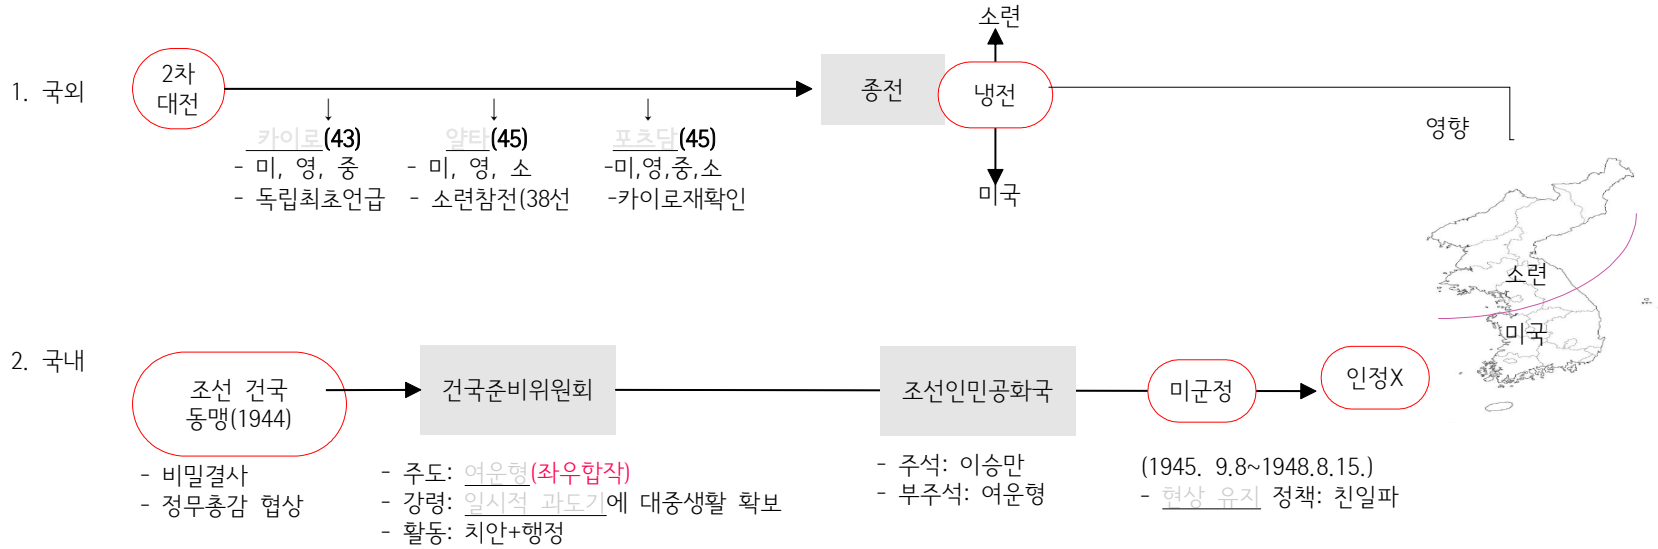 소련
1. 국외
2차
대전
종전
냉전
영향
카이로(43)
- 미, 영, 중
- 독립최초언급
얄타(45)
- 미, 영, 소
- 소련참전(38선
포츠담(45)
-미,영,중,소
-카이로재확인
미국
소련
미국
2. 국내
조선 건국
동맹(1944)
건국준비위원회
조선인민공화국
미군정
인정X
- 비밀결사
- 정무총감 협상
- 주도: 여운형(좌우합작)
- 강령: 일시적 과도기에 대중생활 확보
- 활동: 치안+행정
- 주석: 이승만
- 부주석: 여운형
(1945. 9.8~1948.8.15.)
- 현상 유지 정책: 친일파